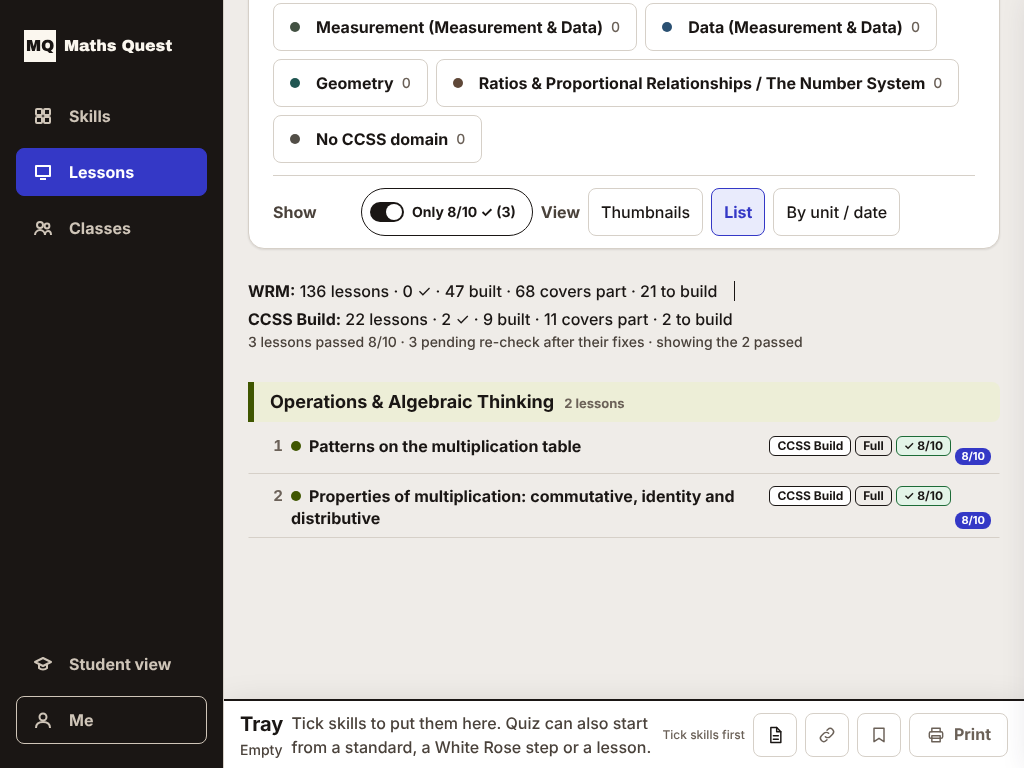 MQ Maths Quest
Skills
Lessons
Classes
Student view
Me
Measurement (Measurement & Data) 0
Data (Measurement & Data) 0
Geometry 0
Ratios & Proportional Relationships / The Number System 0
No CCSS domain 0
Show
Only 8/10 ✓ (3)
View
Thumbnails
List
By unit / date
WRM: 136 lessons · 0 ✓ · 47 built · 68 covers part · 21 to build
CCSS Build: 22 lessons · 2 ✓ · 9 built · 11 covers part · 2 to build
3 lessons passed 8/10 · 3 pending re-check after their fixes · showing the 2 passed
Operations & Algebraic Thinking 2 lessons
1 Patterns on the multiplication table
CCSS Build Full ✓ 8/10 8/10
2 Properties of multiplication: commutative, identity and
distributive
CCSS Build Full ✓ 8/10 8/10
Tray
Empty
Tick skills to put them here. Quiz can also start
from a standard, a White Rose step or a lesson.
Tick skills first
Print